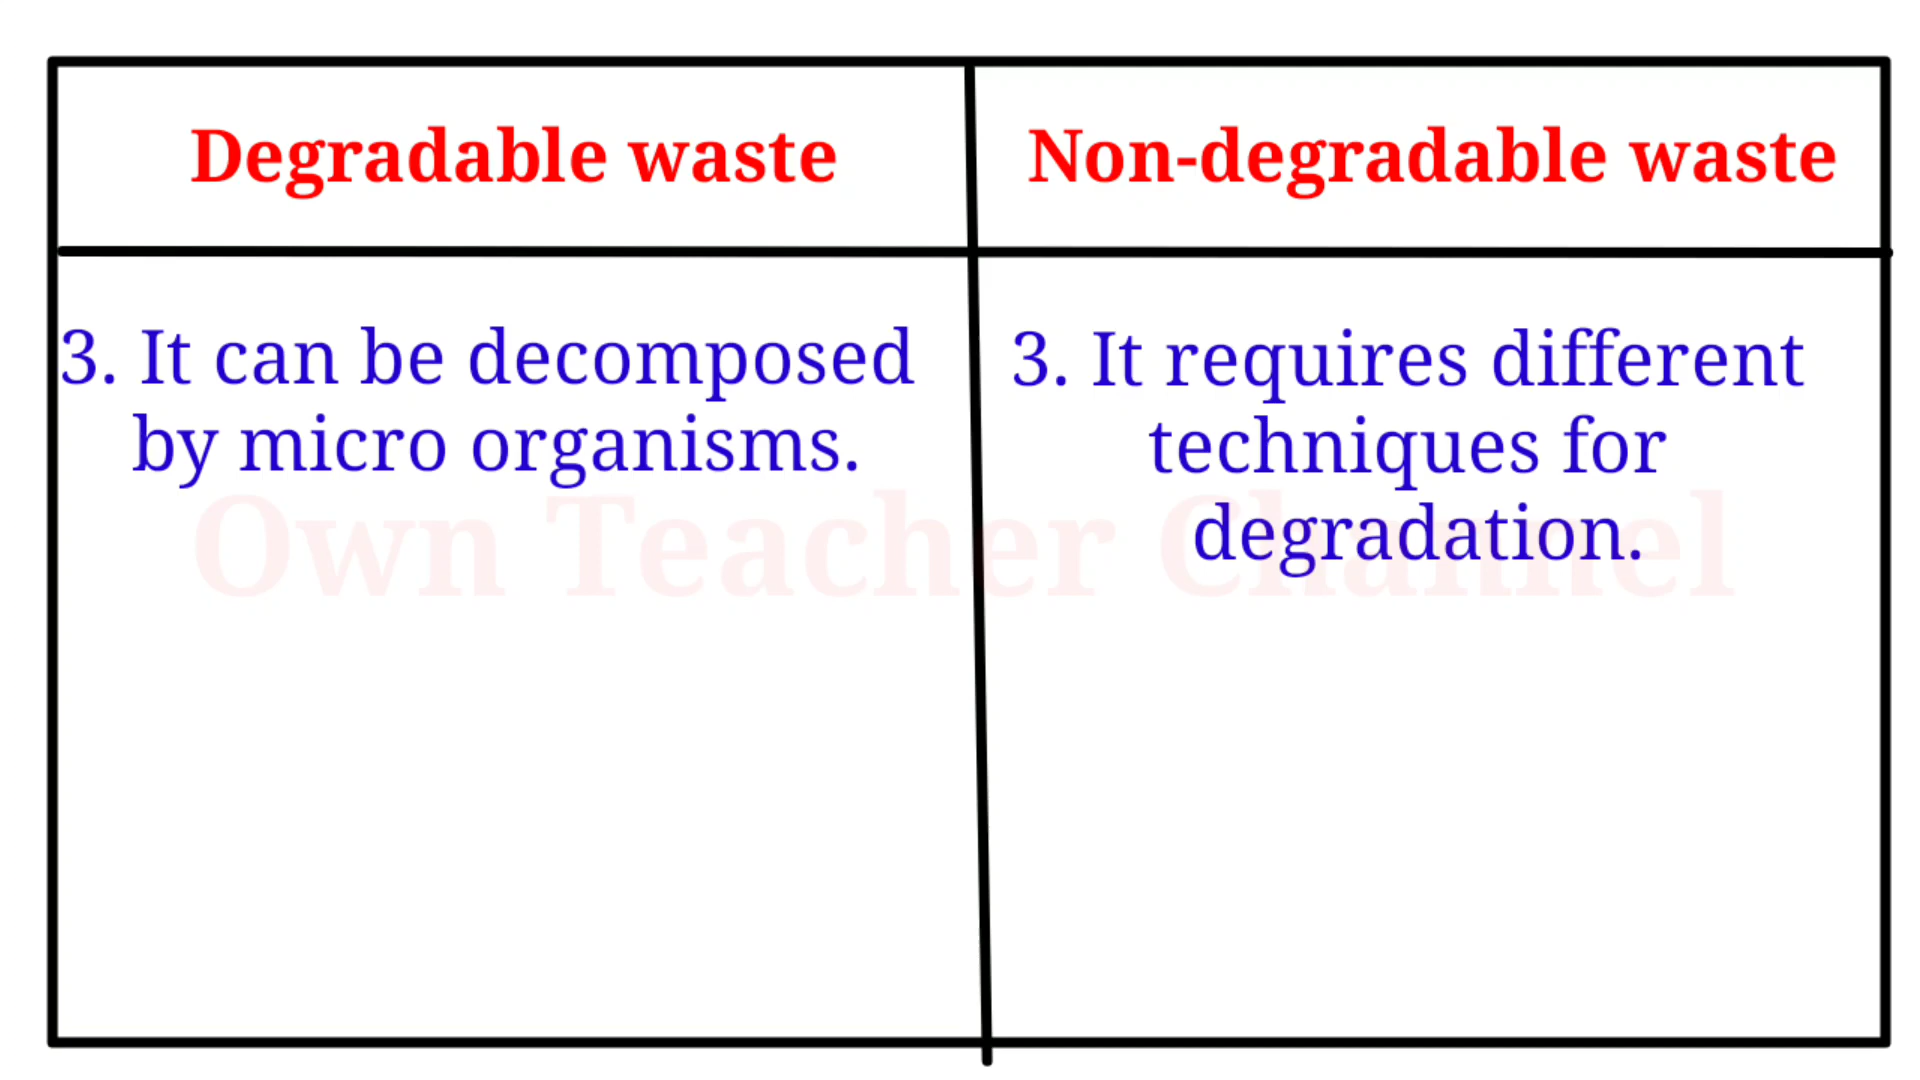 Degradable waste
Non-degradable waste
3. It can be decomposed
by micro organisms.
3. It requires different
techniques for
degradation.
Own Teacher Channel